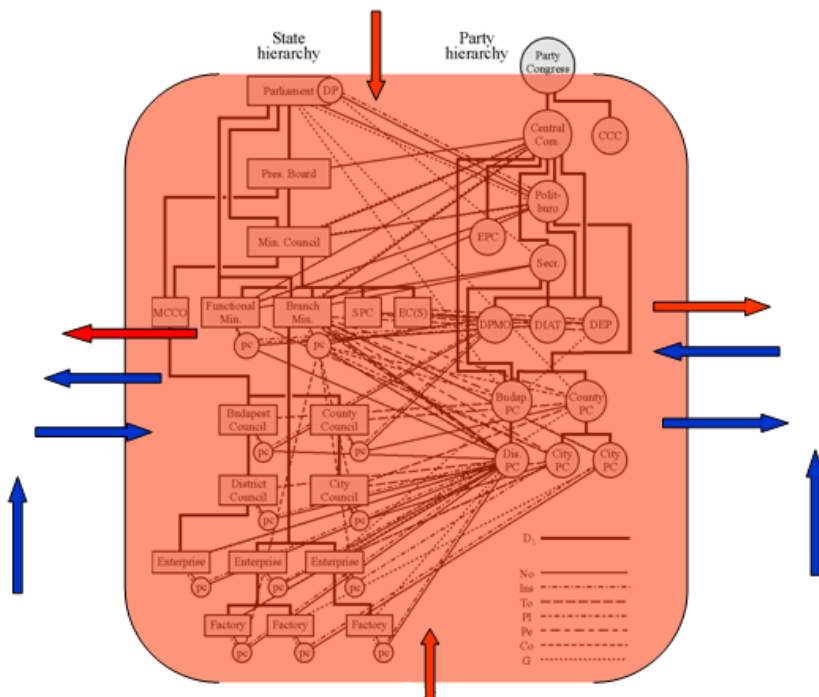 State
hierarchy
Party
hierarchy
Party
Congress
Parliament
DP
Central
Com.
CCC
Pres. Board
Polit-
buro
Min. Council
EPC
Secr.
MCCO
Functional
Min.
Branch
Min.
SPC
EC(S)
DPMO
DIAT
DEP
pc
pc
Budap.
PC
County
PC
Budapest
Council
County
Council
pc
pc
Dis.
PC
City
PC
City
PC
District
Council
City
Council
pc
pc
D₁
Enterprise
Enterprise
Enterprise
pc
pc
pc
No
Ins
To
Pl
Pe
Co
G
Factory
Factory
Factory
pc
pc
pc